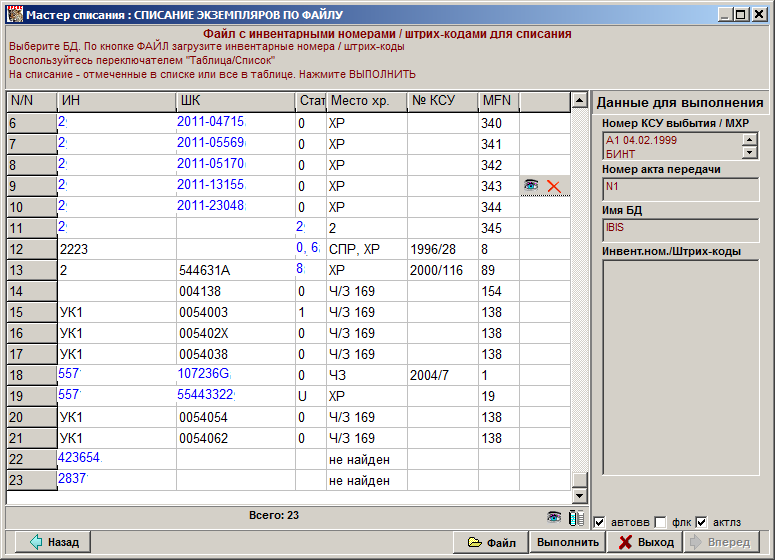 Мастер списания : СПИСАНИЕ ЭКЗЕМПЛЯРОВ ПО ФАЙЛУ
Файл с инвентарными номерами / штрих-кодами для списания
Выберите БД. По кнопке ФАЙЛ загрузите инвентарные номера / штрих-коды
Воспользуйтесь переключателем "Таблица/Список"
На списание - отмеченные в списке или все в таблице. Нажмите ВЫПОЛНИТЬ
N/N ИН ШК Стат Место хр. № КСУ MFN
6 2 2011-04715 0 ХР 340
7 2 2011-05569 0 ХР 341
8 2 2011-05170 0 ХР 342
9 2 2011-13155 0 ХР 343
10 2 2011-23048 0 ХР 344
11 2 2 2 345
12 2223 0, 6 СПР, ХР 1996/28 8
13 2 544631A 8 ХР 2000/116 89
14 004138 0 Ч/З 169 154
15 УК1 0054003 1 Ч/З 169 138
16 УК1 005402X 0 Ч/З 169 138
17 УК1 0054038 0 Ч/З 169 138
18 557 107236G 0 ЧЗ 2004/7 1
19 557 55443322 U ХР 19
20 УК1 0054054 0 Ч/З 169 138
21 УК1 0054062 0 Ч/З 169 138
22 423654 не найден
23 2837 не найден
Всего: 23
Данные для выполнения
Номер КСУ выбытия / МХР
А1 04.02.1999
БИНТ
Номер акта передачи
N1
Имя БД
IBIS
Инвент.ном./Штрих-коды
автовв флк актлз
Назад Файл Выполнить Выход Вперед